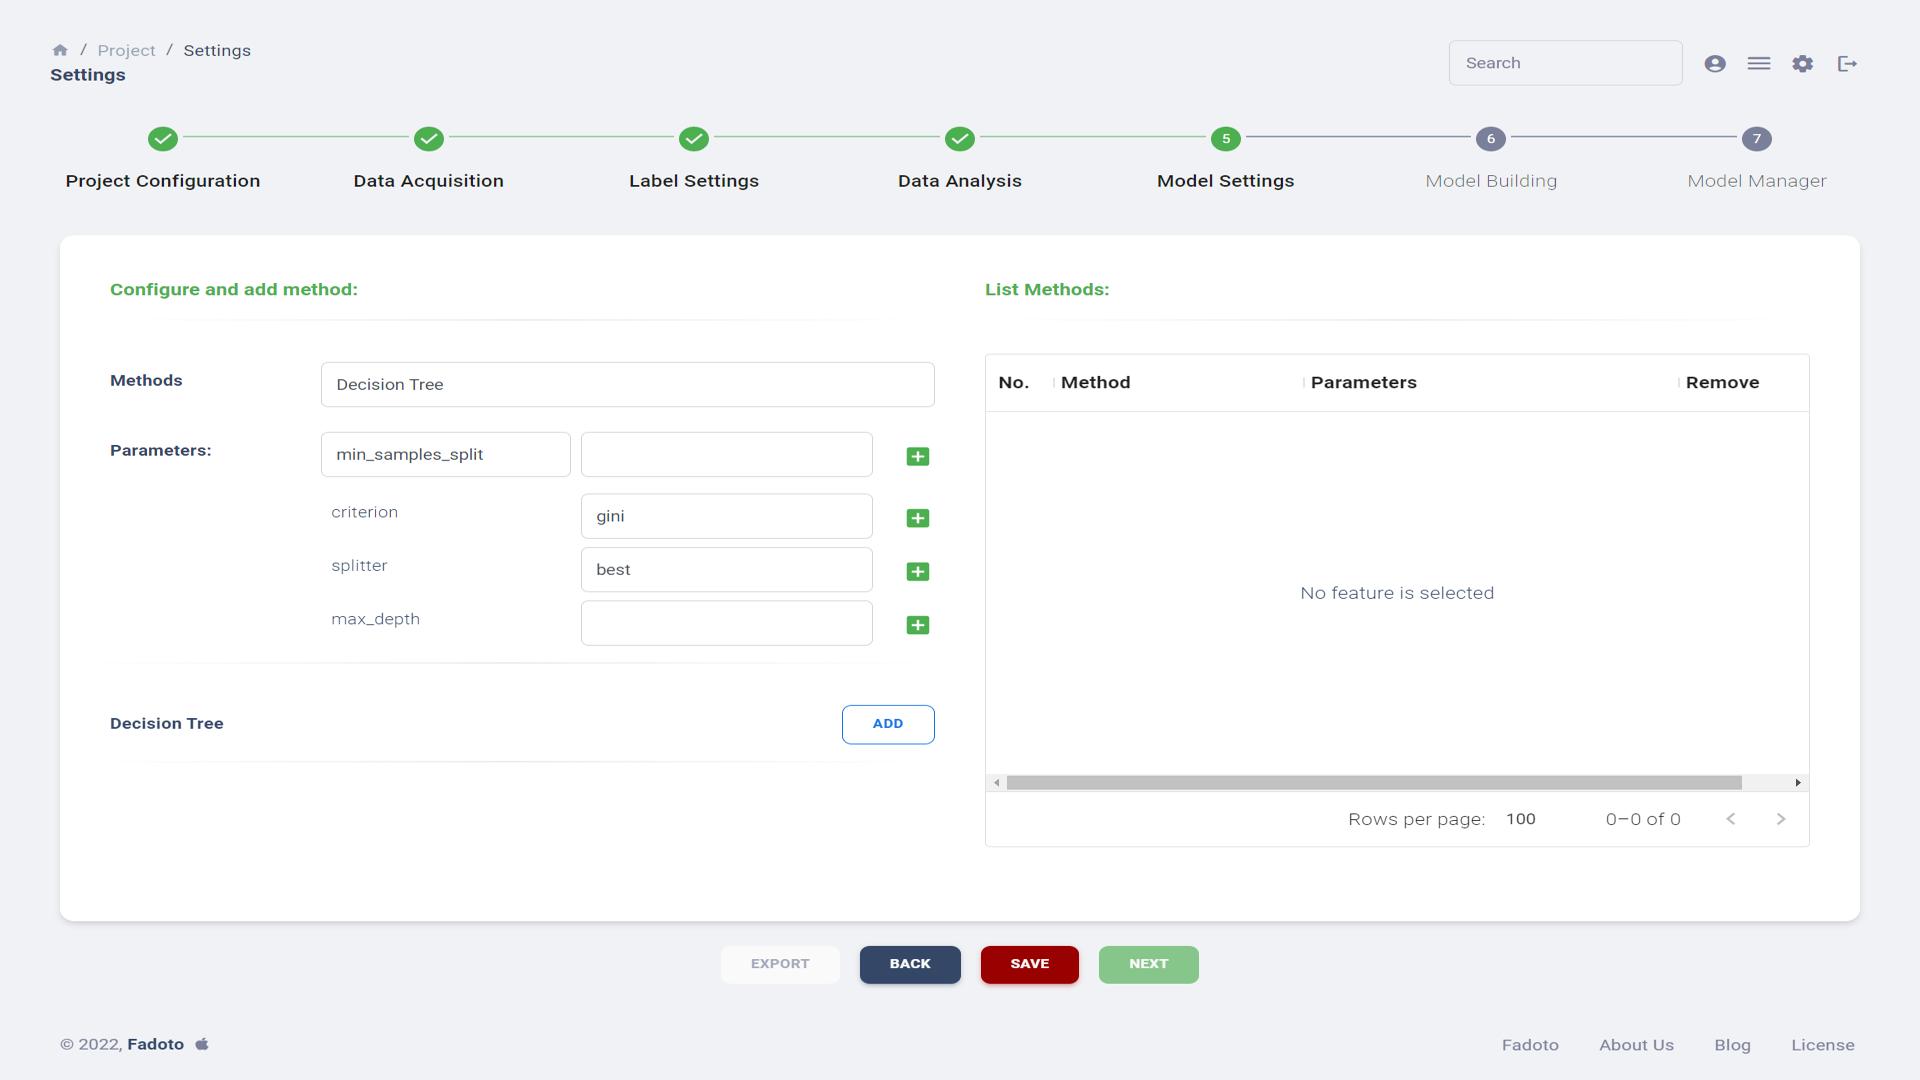 / Project / Settings
Settings
Search
5
6
7
Project Configuration
Data Acquisition
Label Settings
Data Analysis
Model Settings
Model Building
Model Manager
Configure and add method:
Methods
Decision Tree
Parameters:
min_samples_split
criterion
gini
splitter
best
max_depth
Decision Tree
ADD
List Methods:
No.
Method
Parameters
Remove
No feature is selected
Rows per page: 100
0–0 of 0
EXPORT
BACK
SAVE
NEXT
© 2022, Fadoto
Fadoto
About Us
Blog
License